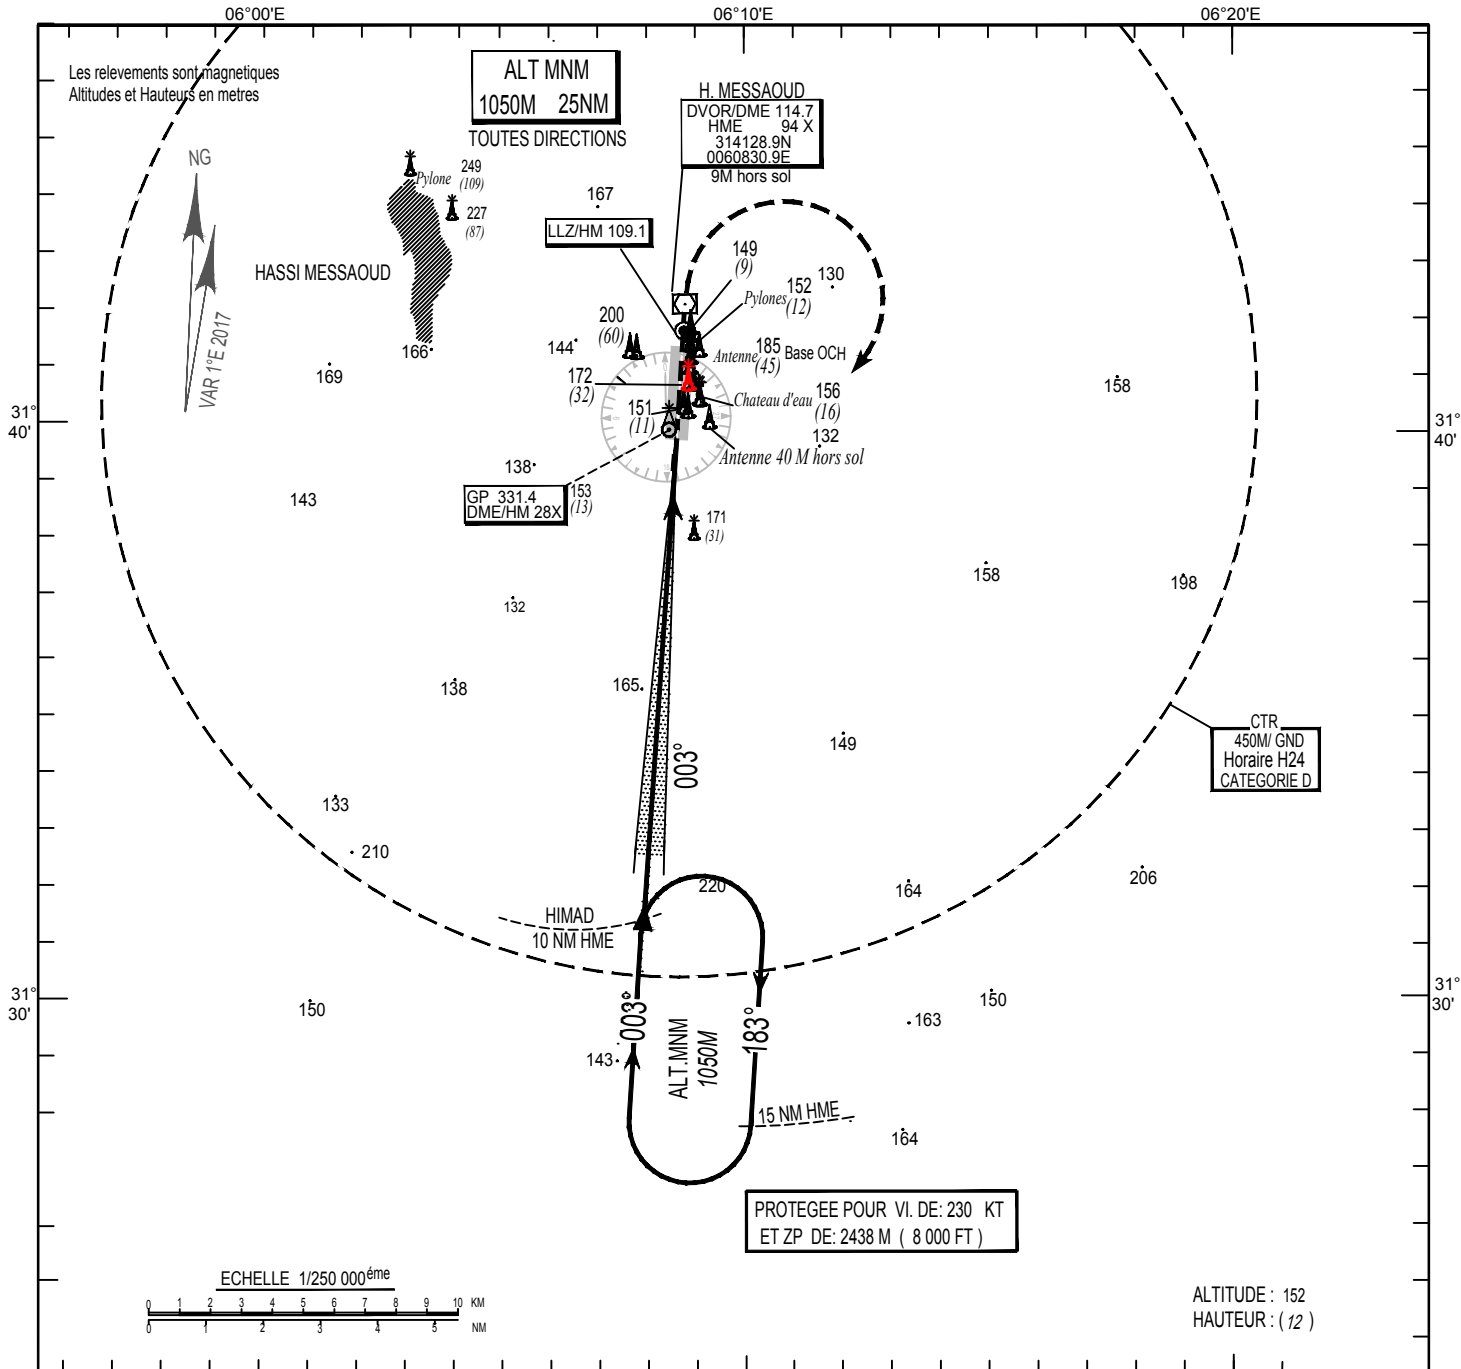 06°00'E
06°10'E
06°20'E
Les relevements sont magnetiques
Altitudes et Hauteurs en metres
ALT MNM
1050M 25NM
TOUTES DIRECTIONS
H. MESSAOUD
DVOR/DME 114.7
HME 94 X
314128.9N
0060830.9E
9M hors sol
NG
VAR 1°E 2017
249
Pylone
(109)
227
(87)
HASSI MESSAOUD
167
LLZ/HM 109.1
149
(9)
130
152
Pylones
(12)
200
(60)
144
166
169
185
Antenne
Base OCH
(45)
172
(32)
158
156
Chateau d'eau
(16)
151
(11)
132
31°
40'
31°
40'
Antenne 40 M hors sol
138
143
GP 331.4
DME/HM 28X
153
(13)
171
(31)
158
198
132
138
165
003°
149
CTR
450M/ GND
Horaire H24
CATEGORIE D
133
210
220
164
206
HIMAD
10 NM HME
31°
30'
31°
30'
150
150
163
003°
183°
ALT.MNM
1050M
143
15 NM HME
164
PROTEGEE POUR VI. DE: 230 KT
ET ZP DE: 2438 M ( 8 000 FT )
ECHELLE 1/250 000éme
0 1 2 3 4 5 6 7 8 9 10 KM
0 1 2 3 4 5 NM
ALTITUDE : 152
HAUTEUR : ( 12 )